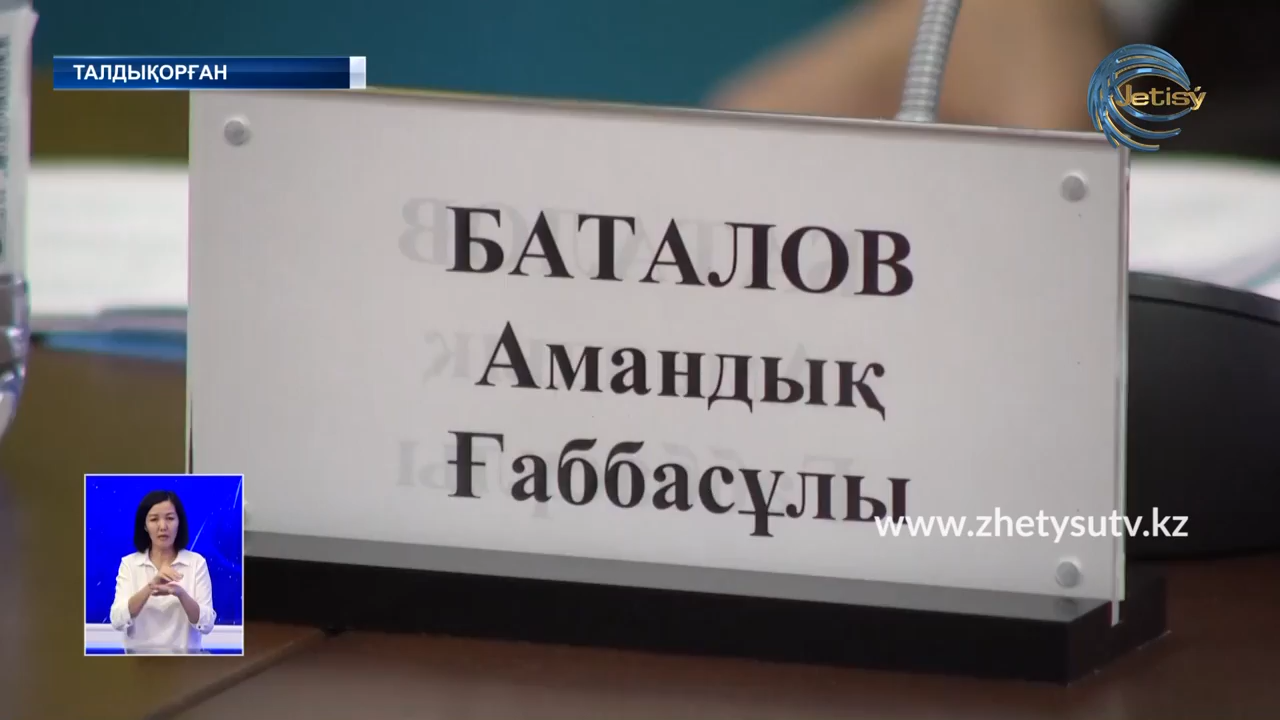 ТАЛДЫҚОРҒАН
Jetisý
БАТАЛОВ
Амандық
Ғаббасұлы
www.zhetysutv.kz